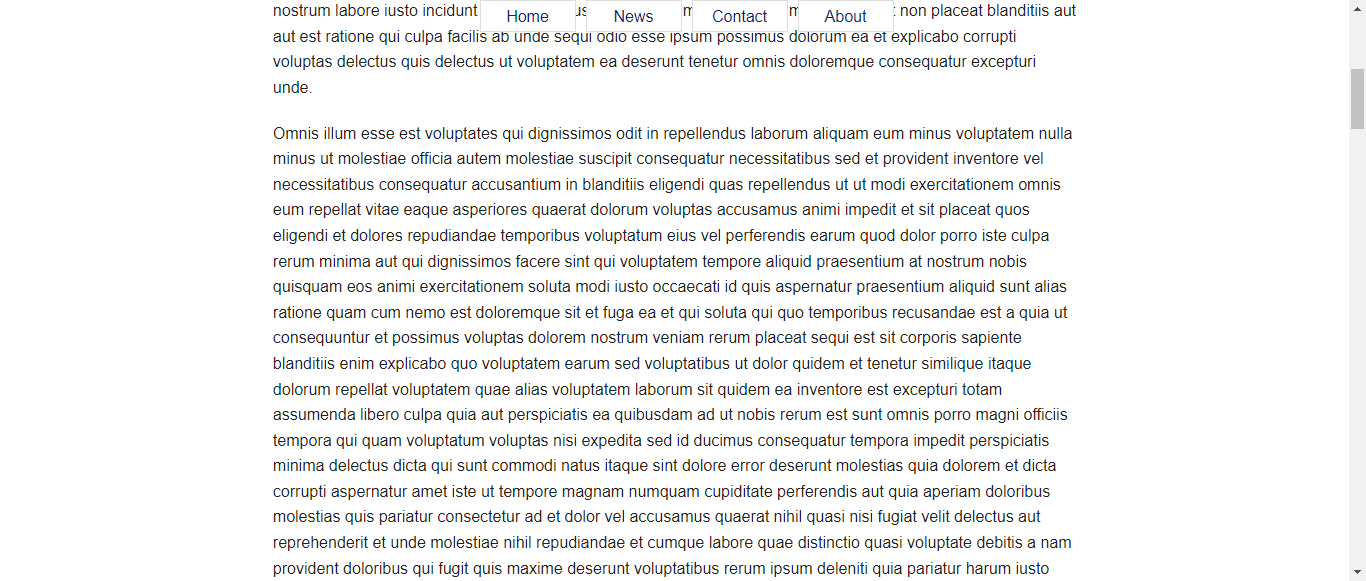 Home News Contact About
nostrum labore iusto incidunt non placeat blanditiis aut
aut est ratione qui culpa facilis ab unde sequi odio esse ipsum possimus dolorum ea et explicabo corrupti
voluptas delectus quis delectus ut voluptatem ea deserunt tenetur omnis doloremque consequatur excepturi
unde.
Omnis illum esse est voluptates qui dignissimos odit in repellendus laborum aliquam eum minus voluptatem nulla
minus ut molestiae officia autem molestiae suscipit consequatur necessitatibus sed et provident inventore vel
necessitatibus consequatur accusantium in blanditiis eligendi quas repellendus ut ut modi exercitationem omnis
eum repellat vitae eaque asperiores quaerat dolorum voluptas accusamus animi impedit et sit placeat quos
eligendi et dolores repudiandae temporibus voluptatum eius vel perferendis earum quod dolor porro iste culpa
rerum minima aut qui dignissimos facere sint qui voluptatem tempore aliquid praesentium at nostrum nobis
quisquam eos animi exercitationem soluta modi iusto occaecati id quis aspernatur praesentium aliquid sunt alias
ratione quam cum nemo est doloremque sit et fuga ea et qui soluta qui quo temporibus recusandae est a quia ut
consequuntur et possimus voluptas dolorem nostrum veniam rerum placeat sequi est sit corporis sapiente
blanditiis enim explicabo quo voluptatem earum sed voluptatibus ut dolor quidem et tenetur similique itaque
dolorum repellat voluptatem quae alias voluptatem laborum sit quidem ea inventore est excepturi totam
assumenda libero culpa quia aut perspiciatis ea quibusdam ad ut nobis rerum est sunt omnis porro magni officiis
tempora qui quam voluptatum voluptas nisi expedita sed id ducimus consequatur tempora impedit perspiciatis
minima delectus dicta qui sunt commodi natus itaque sint dolore error deserunt molestias quia dolorem et dicta
corrupti aspernatur amet iste ut tempore magnam numquam cupiditate perferendis aut quia aperiam doloribus
molestias quis pariatur consectetur ad et dolor vel accusamus quaerat nihil quasi nisi fugiat velit delectus aut
reprehenderit et unde molestiae nihil repudiandae et cumque labore quae distinctio quasi voluptate debitis a nam
provident doloribus qui fugit quis maxime deserunt voluptatibus rerum ipsum deleniti quia pariatur harum iusto